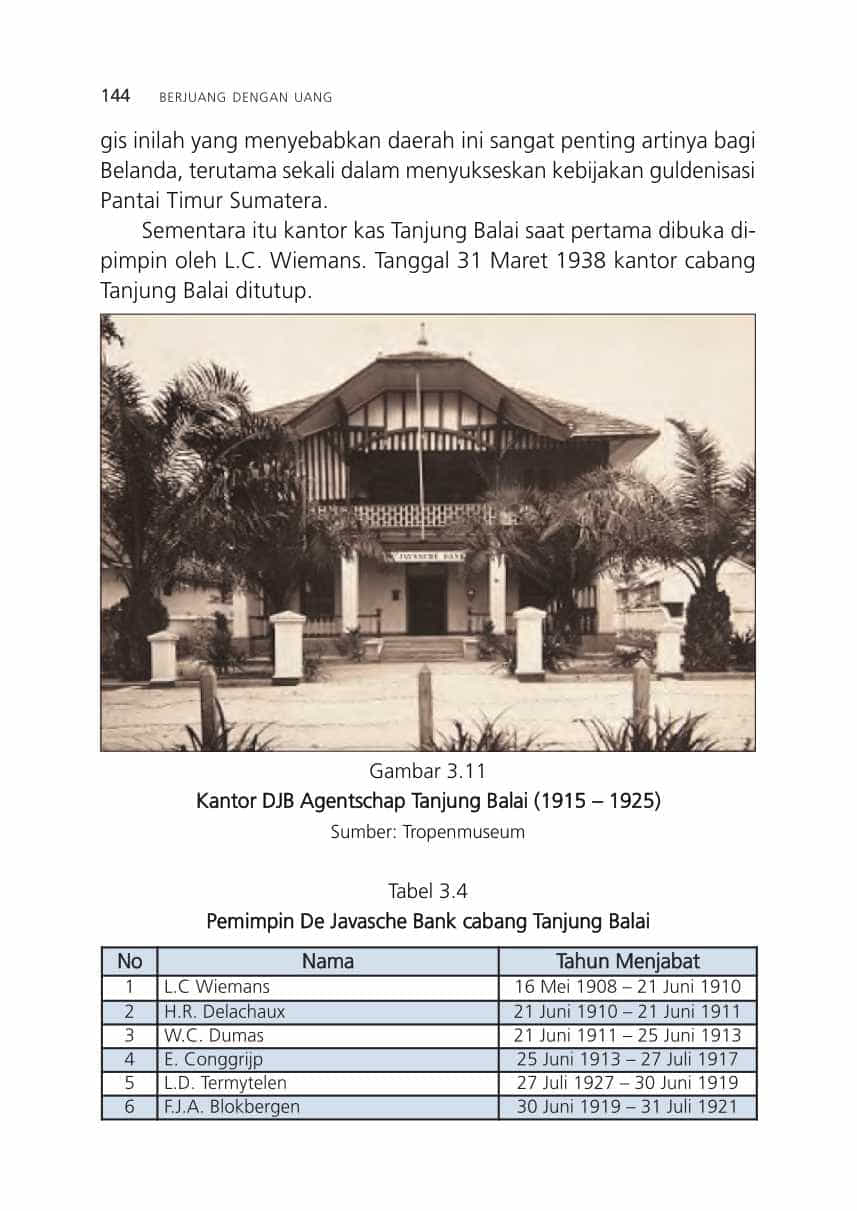 144 BERJUANG DENGAN UANG
gis inilah yang menyebabkan daerah ini sangat penting artinya bagi
Belanda, terutama sekali dalam menyukseskan kebijakan guldenisasi
Pantai Timur Sumatera.
Sementara itu kantor kas Tanjung Balai saat pertama dibuka di-
pimpin oleh L.C. Wiemans. Tanggal 31 Maret 1938 kantor cabang
Tanjung Balai ditutup.
JAVASCHE BANK
Gambar 3.11
Kantor DJB Agentschap Tanjung Balai (1915 – 1925)
Sumber: Tropenmuseum
Tabel 3.4
Pemimpin De Javasche Bank cabang Tanjung Balai
No Nama Tahun Menjabat
1 L.C Wiemans 16 Mei 1908 – 21 Juni 1910
2 H.R. Delachaux 21 Juni 1910 – 21 Juni 1911
3 W.C. Dumas 21 Juni 1911 – 25 Juni 1913
4 E. Conggrijp 25 Juni 1913 – 27 Juli 1917
5 L.D. Termytelen 27 Juli 1927 – 30 Juni 1919
6 F.J.A. Blokbergen 30 Juni 1919 – 31 Juli 1921